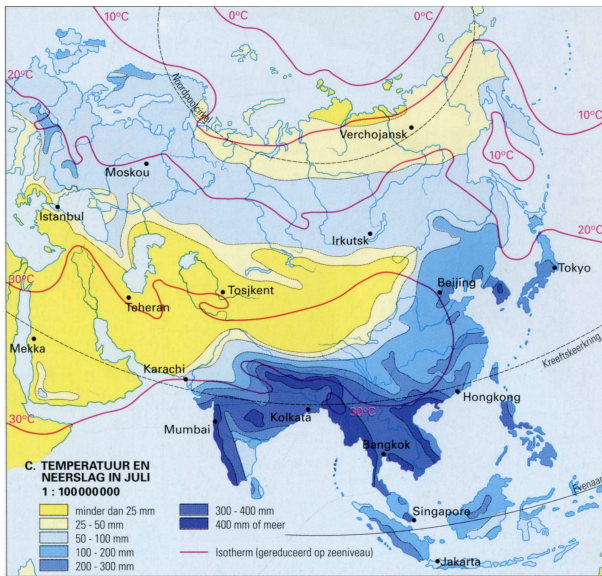 10°C
0°C
0°C
20°C
Noordpoolcirkel
10°C
Verchojansk
10°C
Moskou
Istanbul
20°C
Irkutsk
Tokyo
30°C
Tosjkent
Beijing
Teheran
Mekka
Kreeftskeerkring
Karachi
30°C
Kolkata
30°C
Hongkong
Mumbai
Bangkok
C. TEMPERATUUR EN
NEERSLAG IN JULI
1 : 100 000 000
Evenaar
Singapore
Jakarta
minder dan 25 mm
25 - 50 mm
50 - 100 mm
100 - 200 mm
200 - 300 mm
300 - 400 mm
400 mm of meer
Isotherm (gereduceerd op zeeniveau)